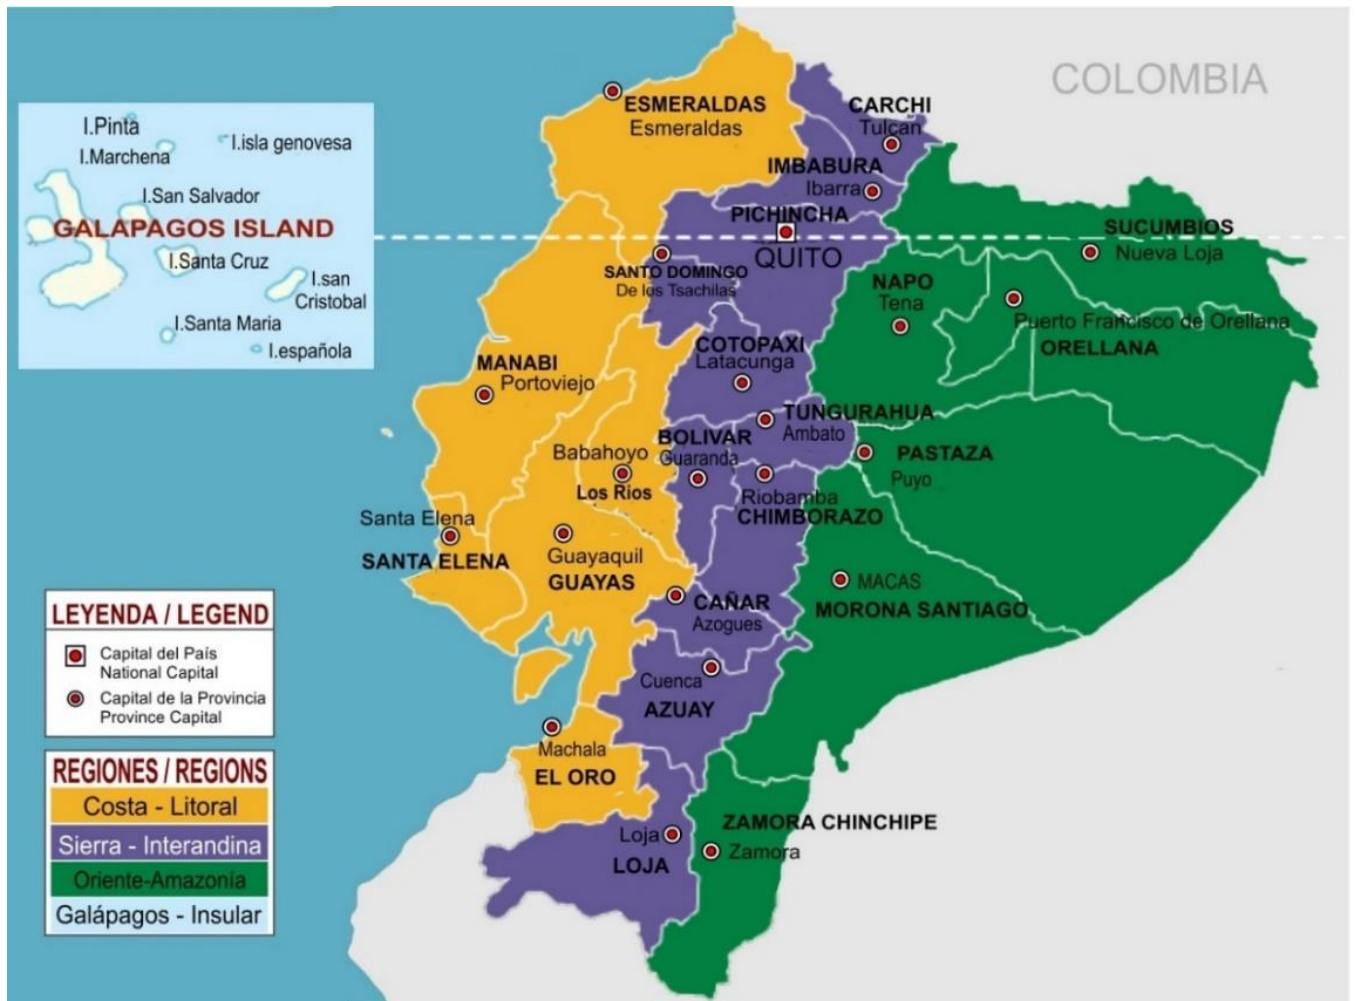 COLOMBIA
ESMERALDAS
Esmeraldas
CARCHI
Tulcan
IMBABURA
Ibarra
PICHINCHA
QUITO
SANTO DOMINGO
De los Tsachilas
SUCUMBIOS
Nueva Loja
NAPO
Tena
Puerto Francisco de Orellana
ORELLANA
COTOPAXI
Latacunga
MANABI
Portoviejo
TUNGURAHUA
Ambato
BOLIVAR
Guaranda
PASTAZA
Puyo
Babahoyo
Los Rios
Riobamba
CHIMBORAZO
Santa Elena
SANTA ELENA
Guayaquil
GUAYAS
MACAS
MORONA SANTIAGO
CAÑAR
Azogues
Cuenca
AZUAY
Machala
EL ORO
Loja
LOJA
ZAMORA CHINCHIPE
Zamora
I.Pinta
I.Marchena
I.isla genovesa
I.San Salvador
GALAPAGOS ISLAND
I.Santa Cruz
I.san
Cristobal
I.Santa Maria
I.española
LEYENDA / LEGEND
Capital del País
National Capital
Capital de la Provincia
Province Capital
REGIONES / REGIONS
Costa - Litoral
Sierra - Interandina
Oriente-Amazonía
Galápagos - Insular